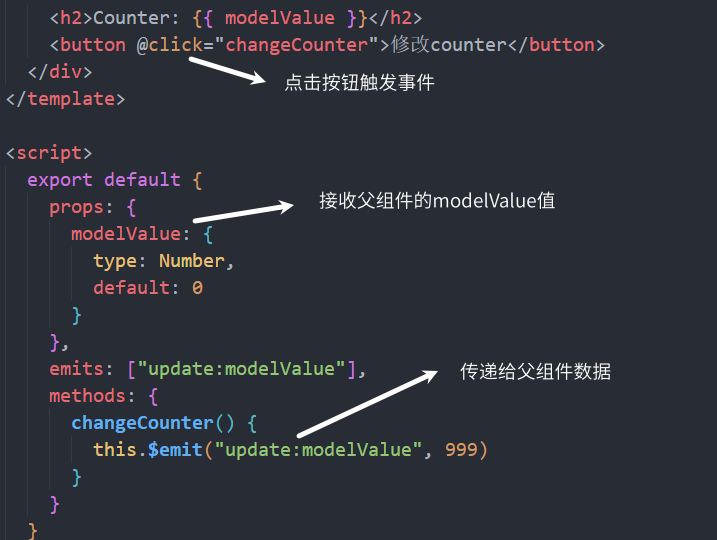 <h2>Counter: {{ modelValue }}</h2>
<button @click="changeCounter">修改counter</button>
</div>
点击按钮触发事件
</template>
<script>
export default {
props: {
接收父组件的modelValue值
modelValue: {
type: Number,
default: 0
}
},
emits: ["update:modelValue"],
传递给父组件数据
methods: {
changeCounter() {
this.$emit("update:modelValue", 999)
}
}
}